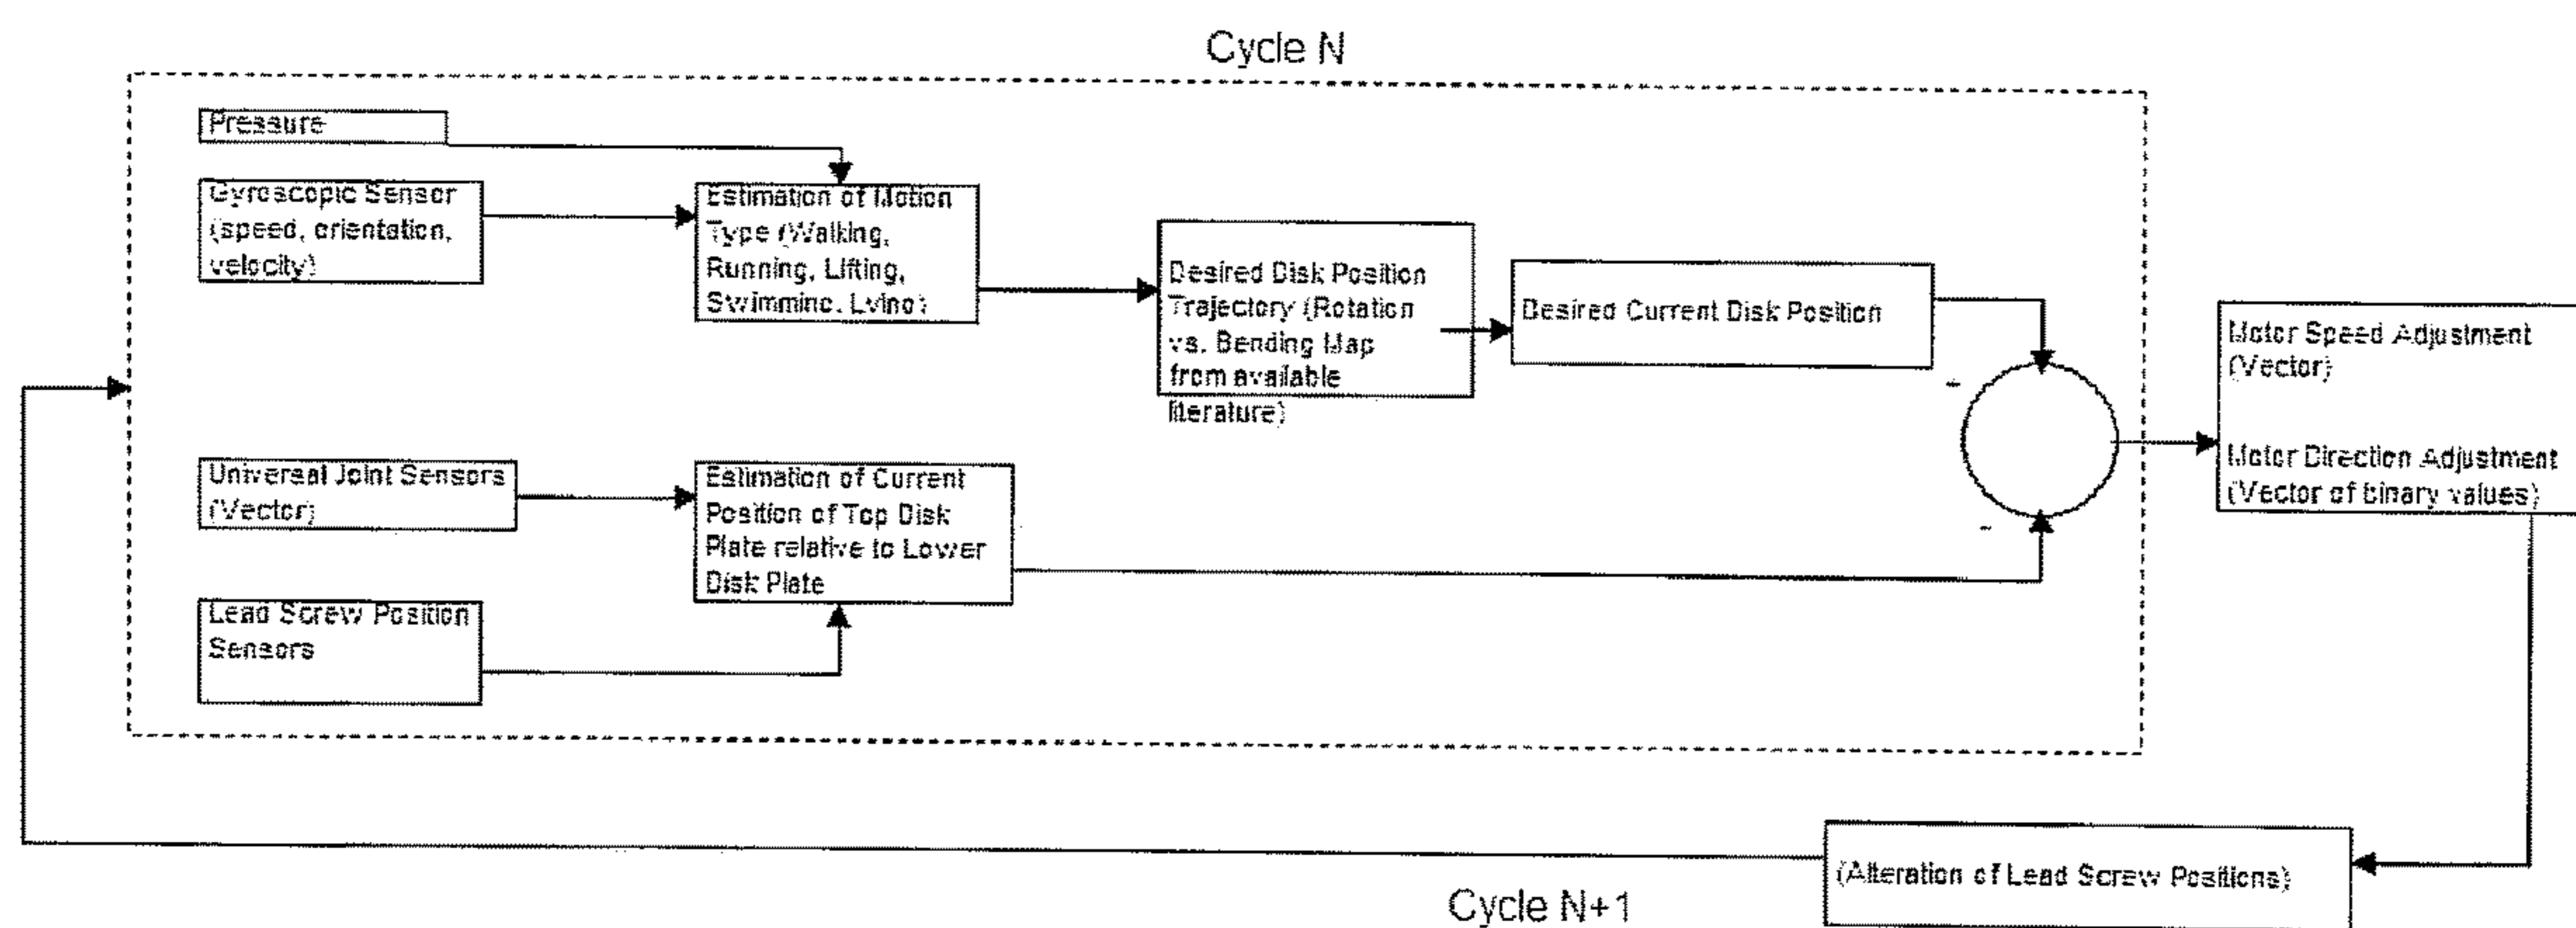 Cycle N
Pressure
Gyroscopic Sensor
(speed, orientation,
velocity)
Estimation of Motion
Type (Walking,
Running, Lifting,
Swimming, Lying)
Desired Disk Position
Trajectory (Rotation
vs. Bending Map
from available
literature)
Desired Current Disk Position
+
-
Motor Speed Adjustment
(Vector)
Motor Direction Adjustment
(Vector of binary values)
Universal Joint Sensors
(Vector)
Estimation of Current
Position of Top Disk
Plate relative to Lower
Disk Plate
Lead Screw Position
Sensors
(Alteration of Lead Screw Positions)
Cycle N+1